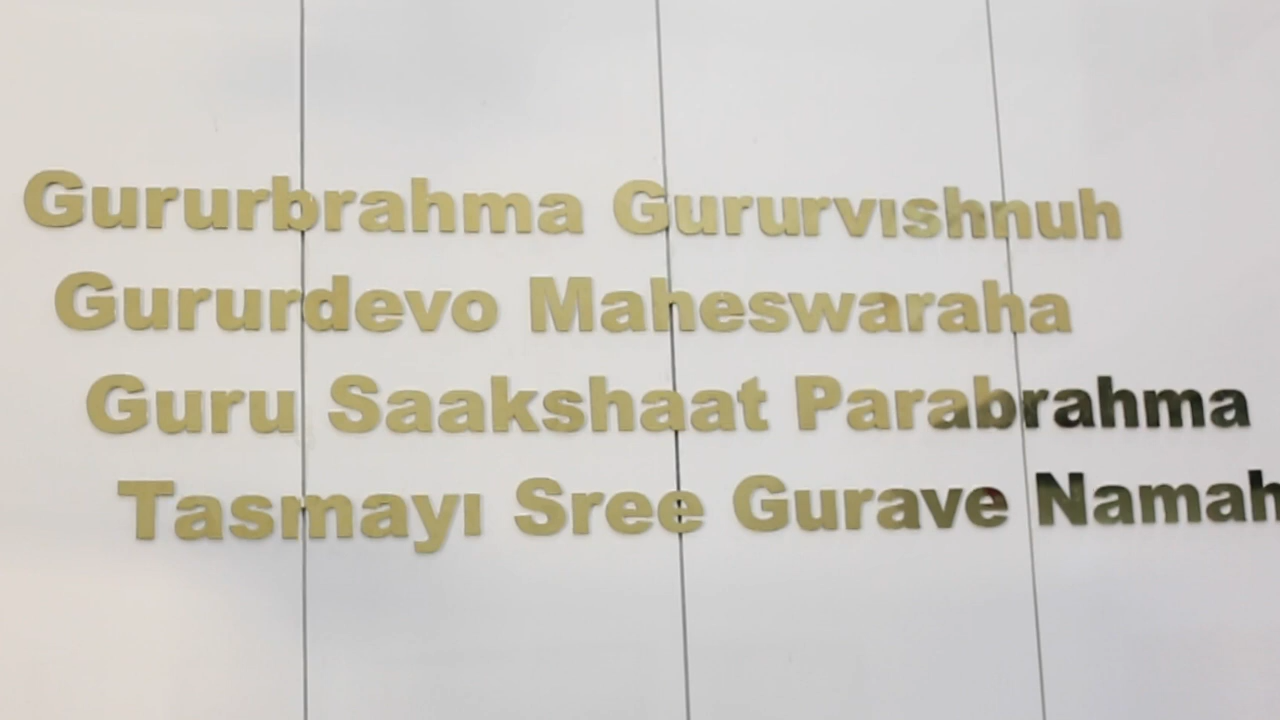 Gururbrahma Gururvishnuh
Gururdevo Maheswaraha
Guru Saakshaat Parabrahma
Tasmayi Sree Gurave Namah